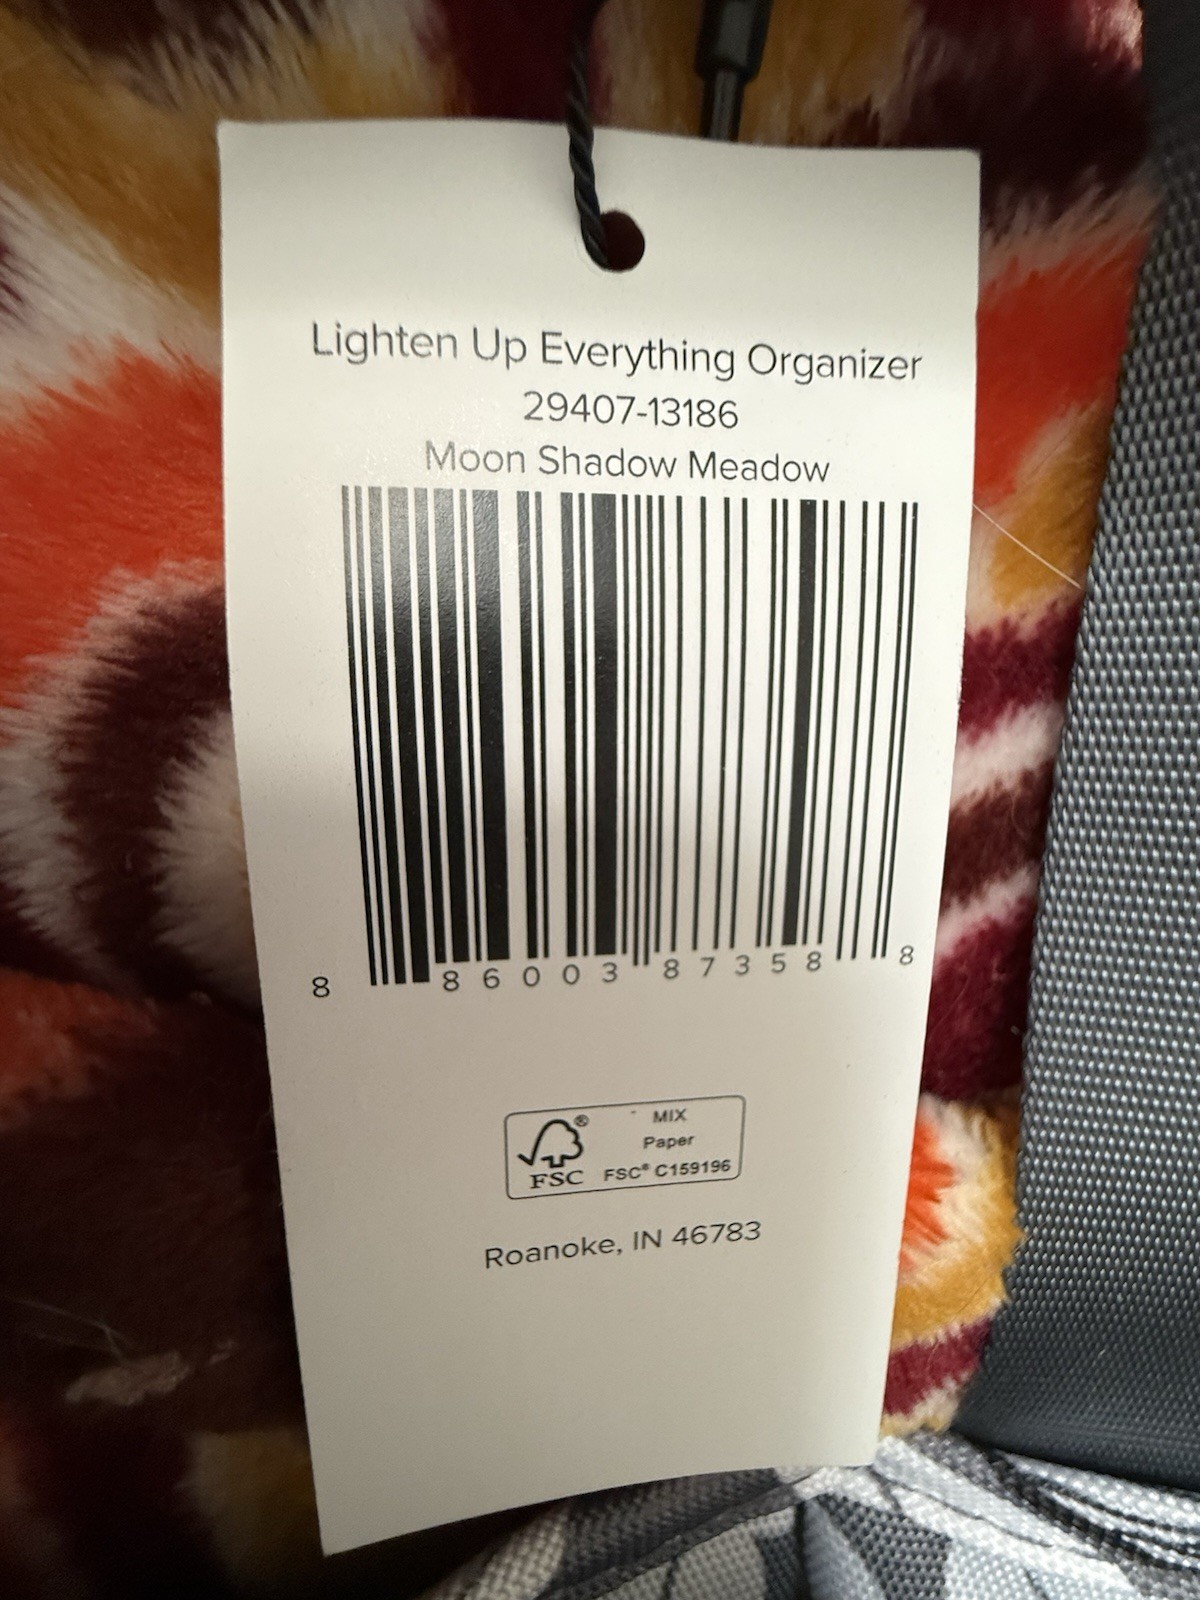 Lighten Up Everything Organizer
29407-13186
Moon Shadow Meadow
8 86003 87358 8
® MIX
Paper
FSC FSC® C159196
Roanoke, IN 46783